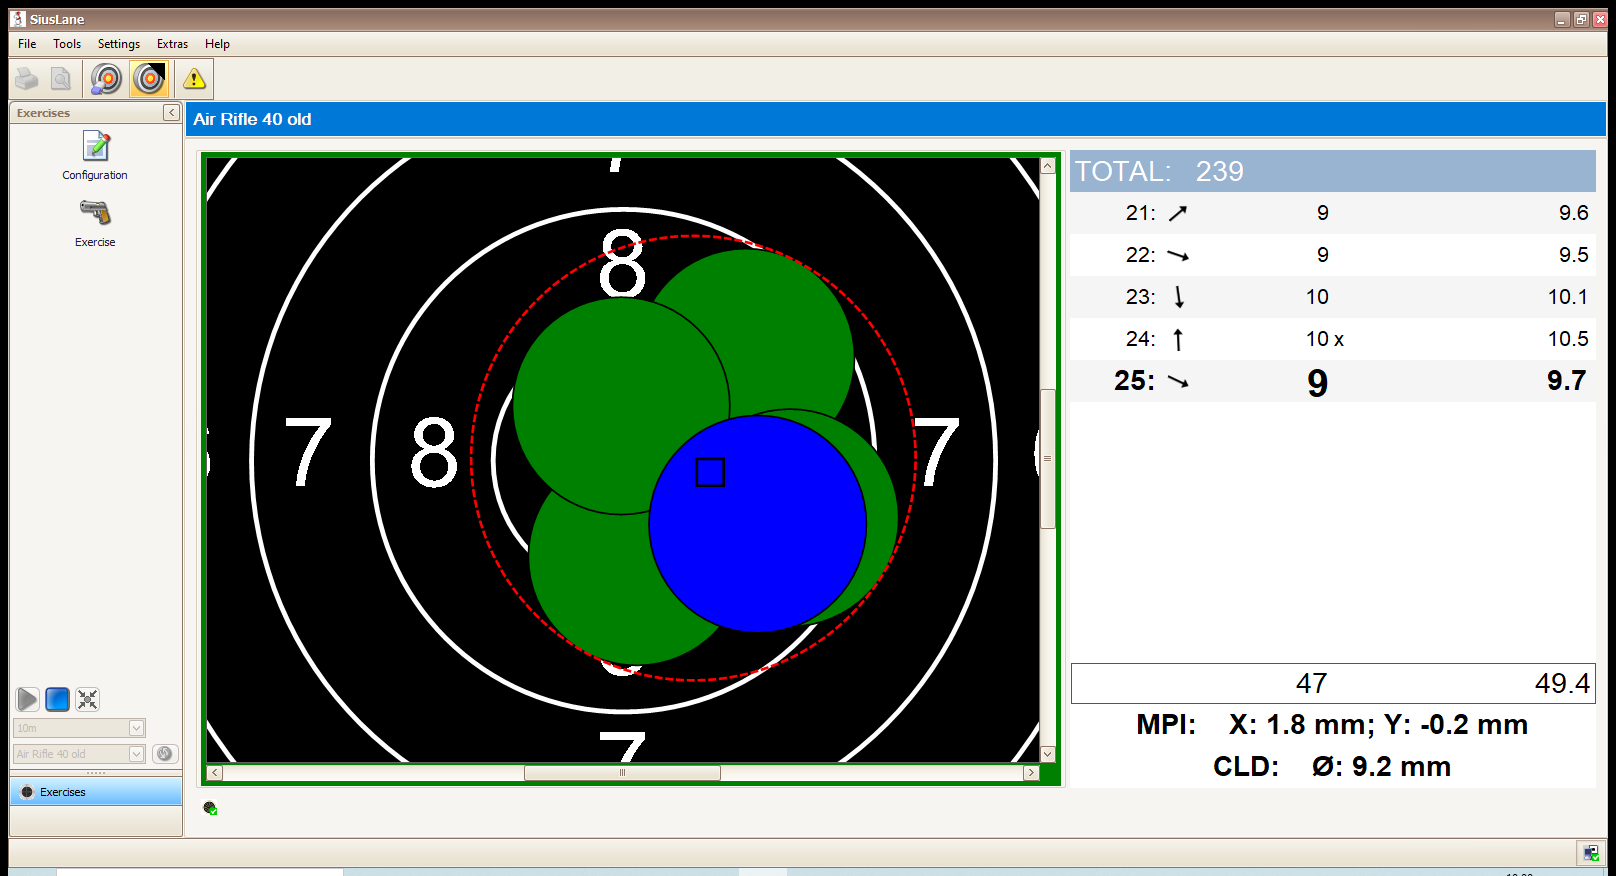 SiusLane
File Tools Settings Extras Help
Exercises
Configuration
Exercise
10m
Air Rifle 40 old
Exercises
Air Rifle 40 old
8
7 8 7
7
TOTAL: 239
21: 9 9.6
22: 9 9.5
23: 10 10.1
24: 10 x 10.5
25: 9 9.7
47 49.4
MPI: X: 1.8 mm; Y: -0.2 mm
CLD: Ø: 9.2 mm